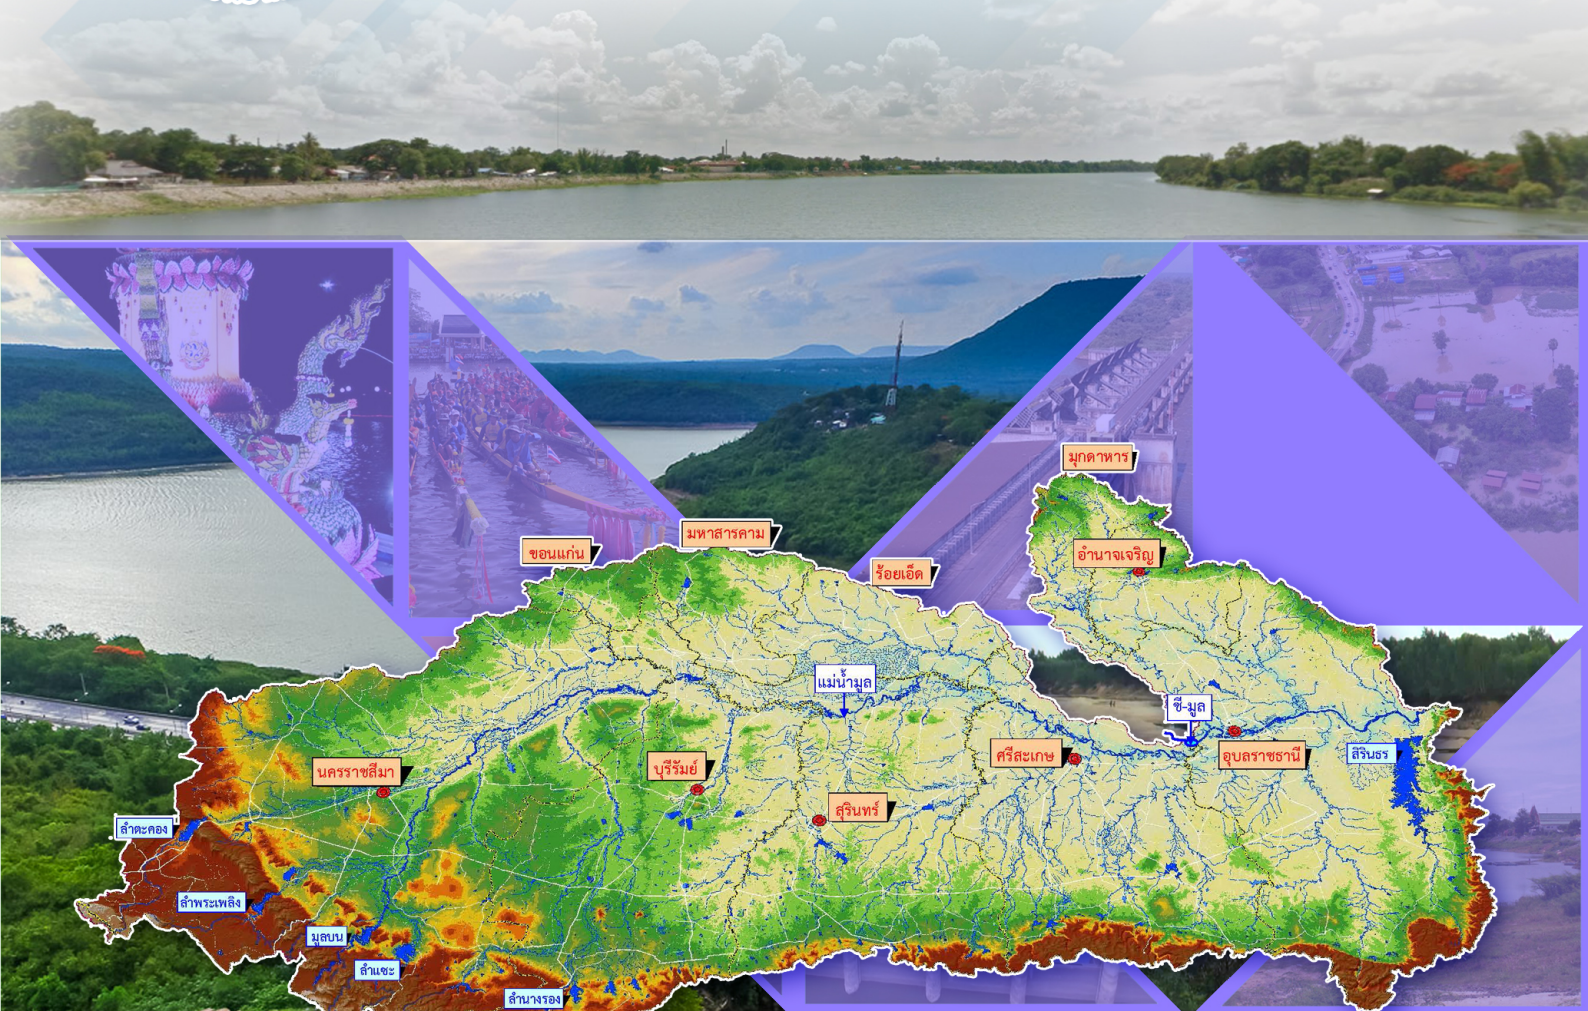 มุกดาหาร
มหาสารคาม
ขอนแก่น
อำนาจเจริญ
ร้อยเอ็ด
แม่น้ำมูล
ชี-มูล
ศรีสะเกษ
อุบลราชธานี
สิรินธร
นครราชสีมา
บุรีรัมย์
สุรินทร์
ลำตะคอง
ลำพระเพลิง
มูลบน
ลำแชะ
ลำนางรอง